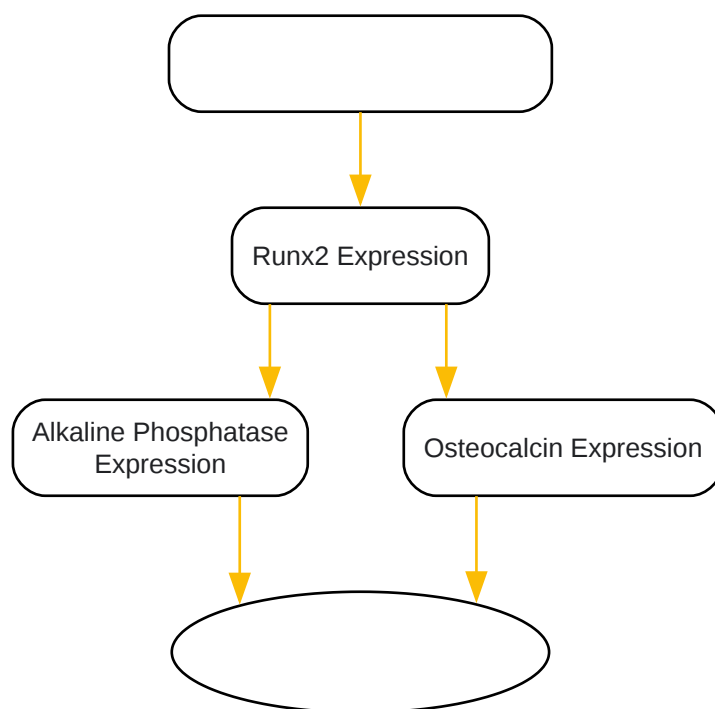 Runx2 Expression
Alkaline Phosphatase
Expression
Osteocalcin Expression